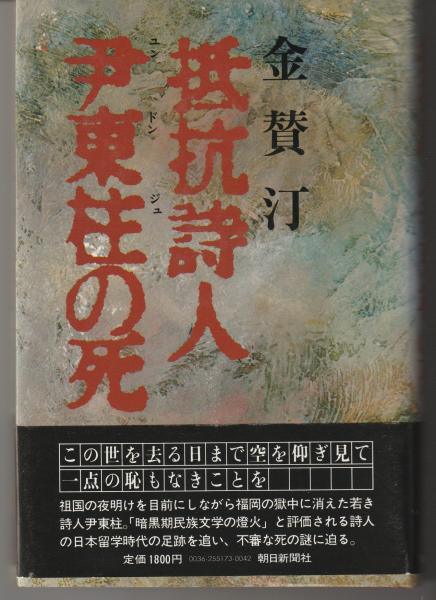 金賛汀
抵抗詩人
尹東柱の死
ユン ドン ジュ
この世を去る日まで空を仰ぎ見て
一点の恥もなきことを
祖国の夜明けを目前にしながら福岡の獄中に消えた若き
詩人尹東柱。「暗黒期民族文学の燈火」と評価される詩人
の日本留学時代の足跡を追い、不審な死の謎に迫る。
定価1800円 0036-255173-0042 朝日新聞社